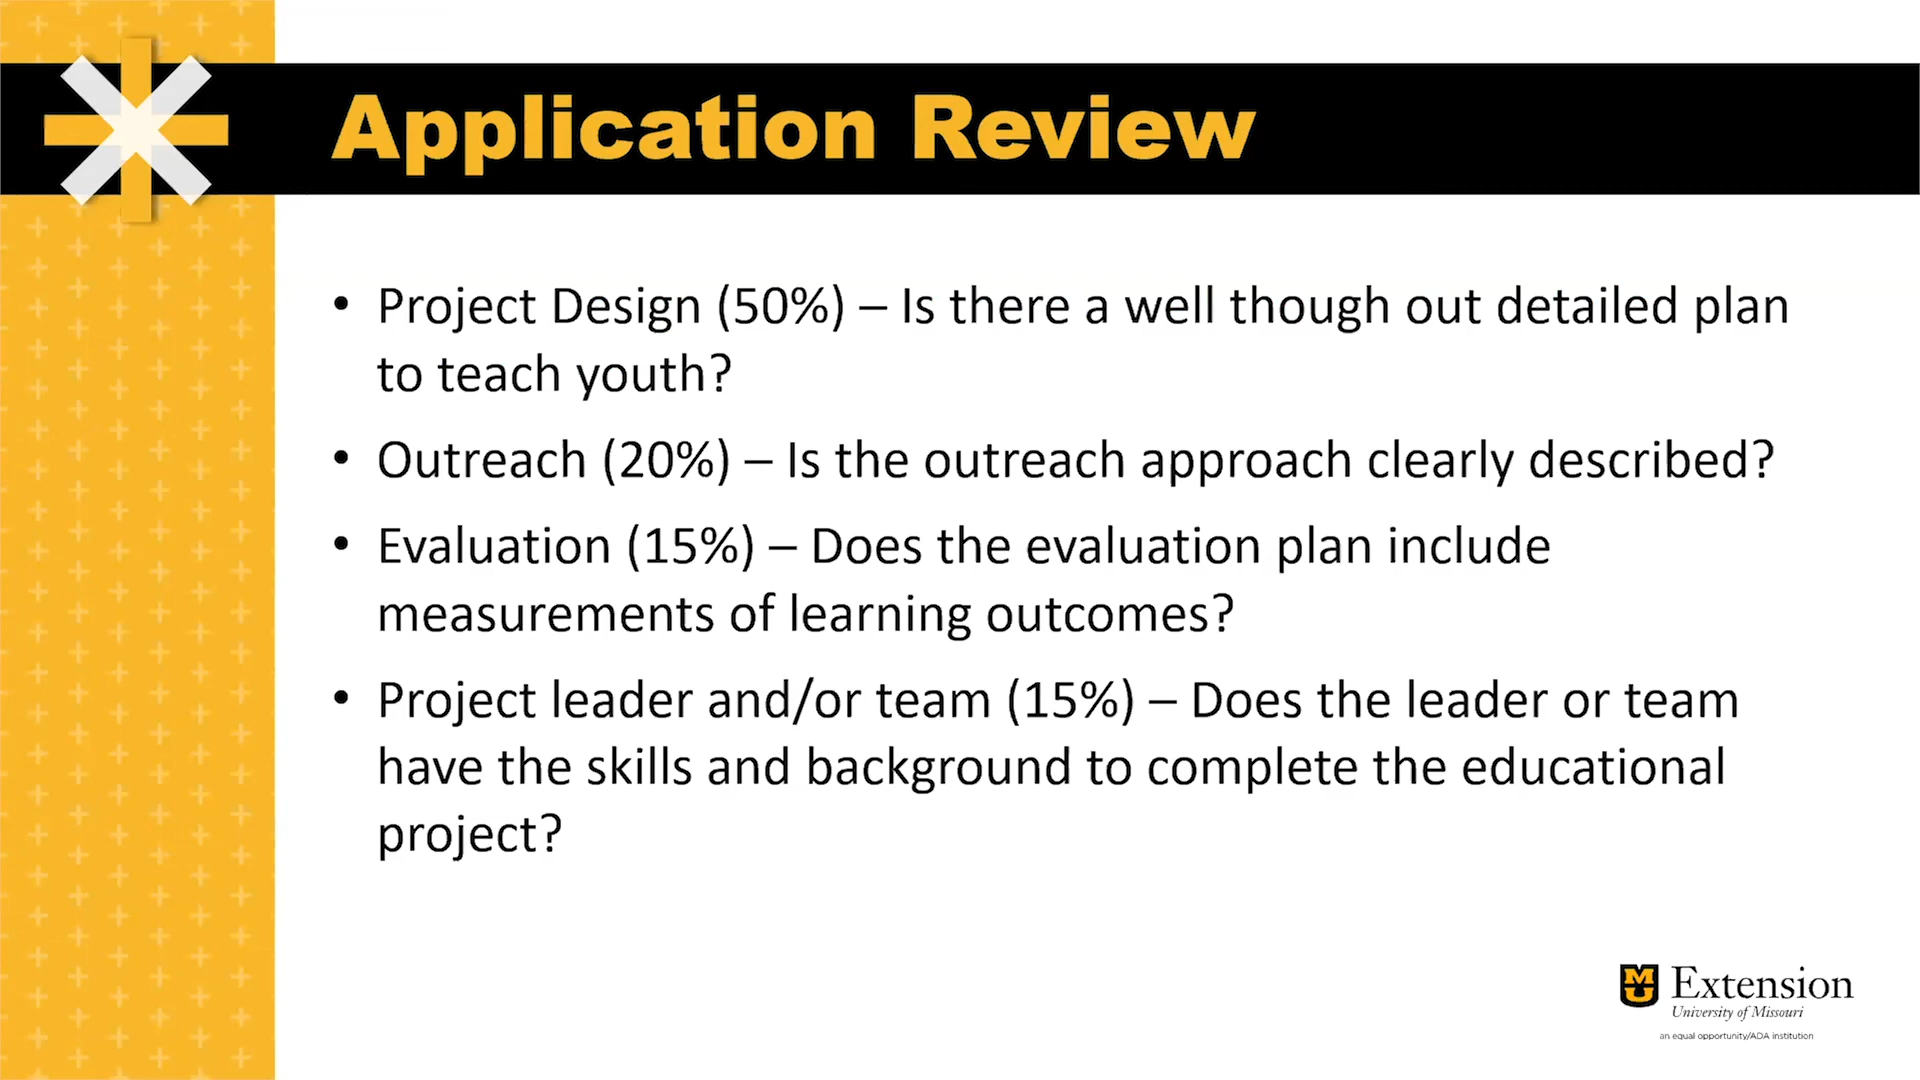 Application Review
• Project Design (50%) – Is there a well though out detailed plan
to teach youth?
• Outreach (20%) – Is the outreach approach clearly described?
• Evaluation (15%) – Does the evaluation plan include
measurements of learning outcomes?
• Project leader and/or team (15%) – Does the leader or team
have the skills and background to complete the educational
project?
MU Extension
University of Missouri
an equal opportunity/ADA institution